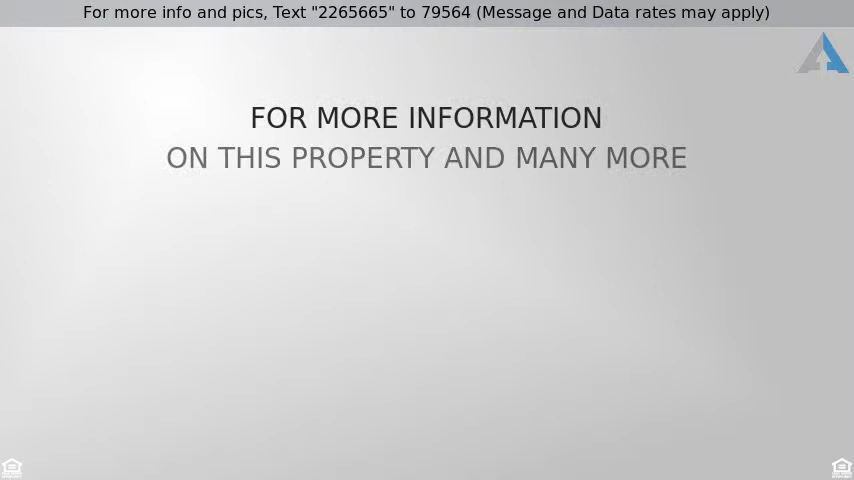 For more info and pics, Text "2265665" to 79564 (Message and Data rates may apply)
FOR MORE INFORMATION
ON THIS PROPERTY AND MANY MORE